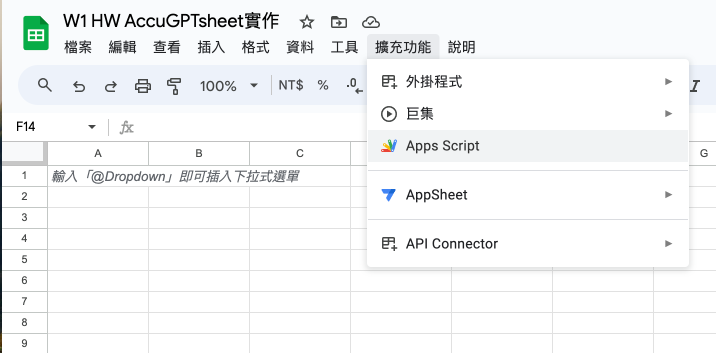 W1 HW AccuGPTsheet實作
檔案 編輯 查看 插入 格式 資料 工具 擴充功能 說明
100% NT$ % .0 I
外掛程式
巨集
Apps Script
AppSheet
API Connector
F14 fx
A B C G
1 輸入「@Dropdown」即可插入下拉式選單
2
3
4
5
6
7
8
9